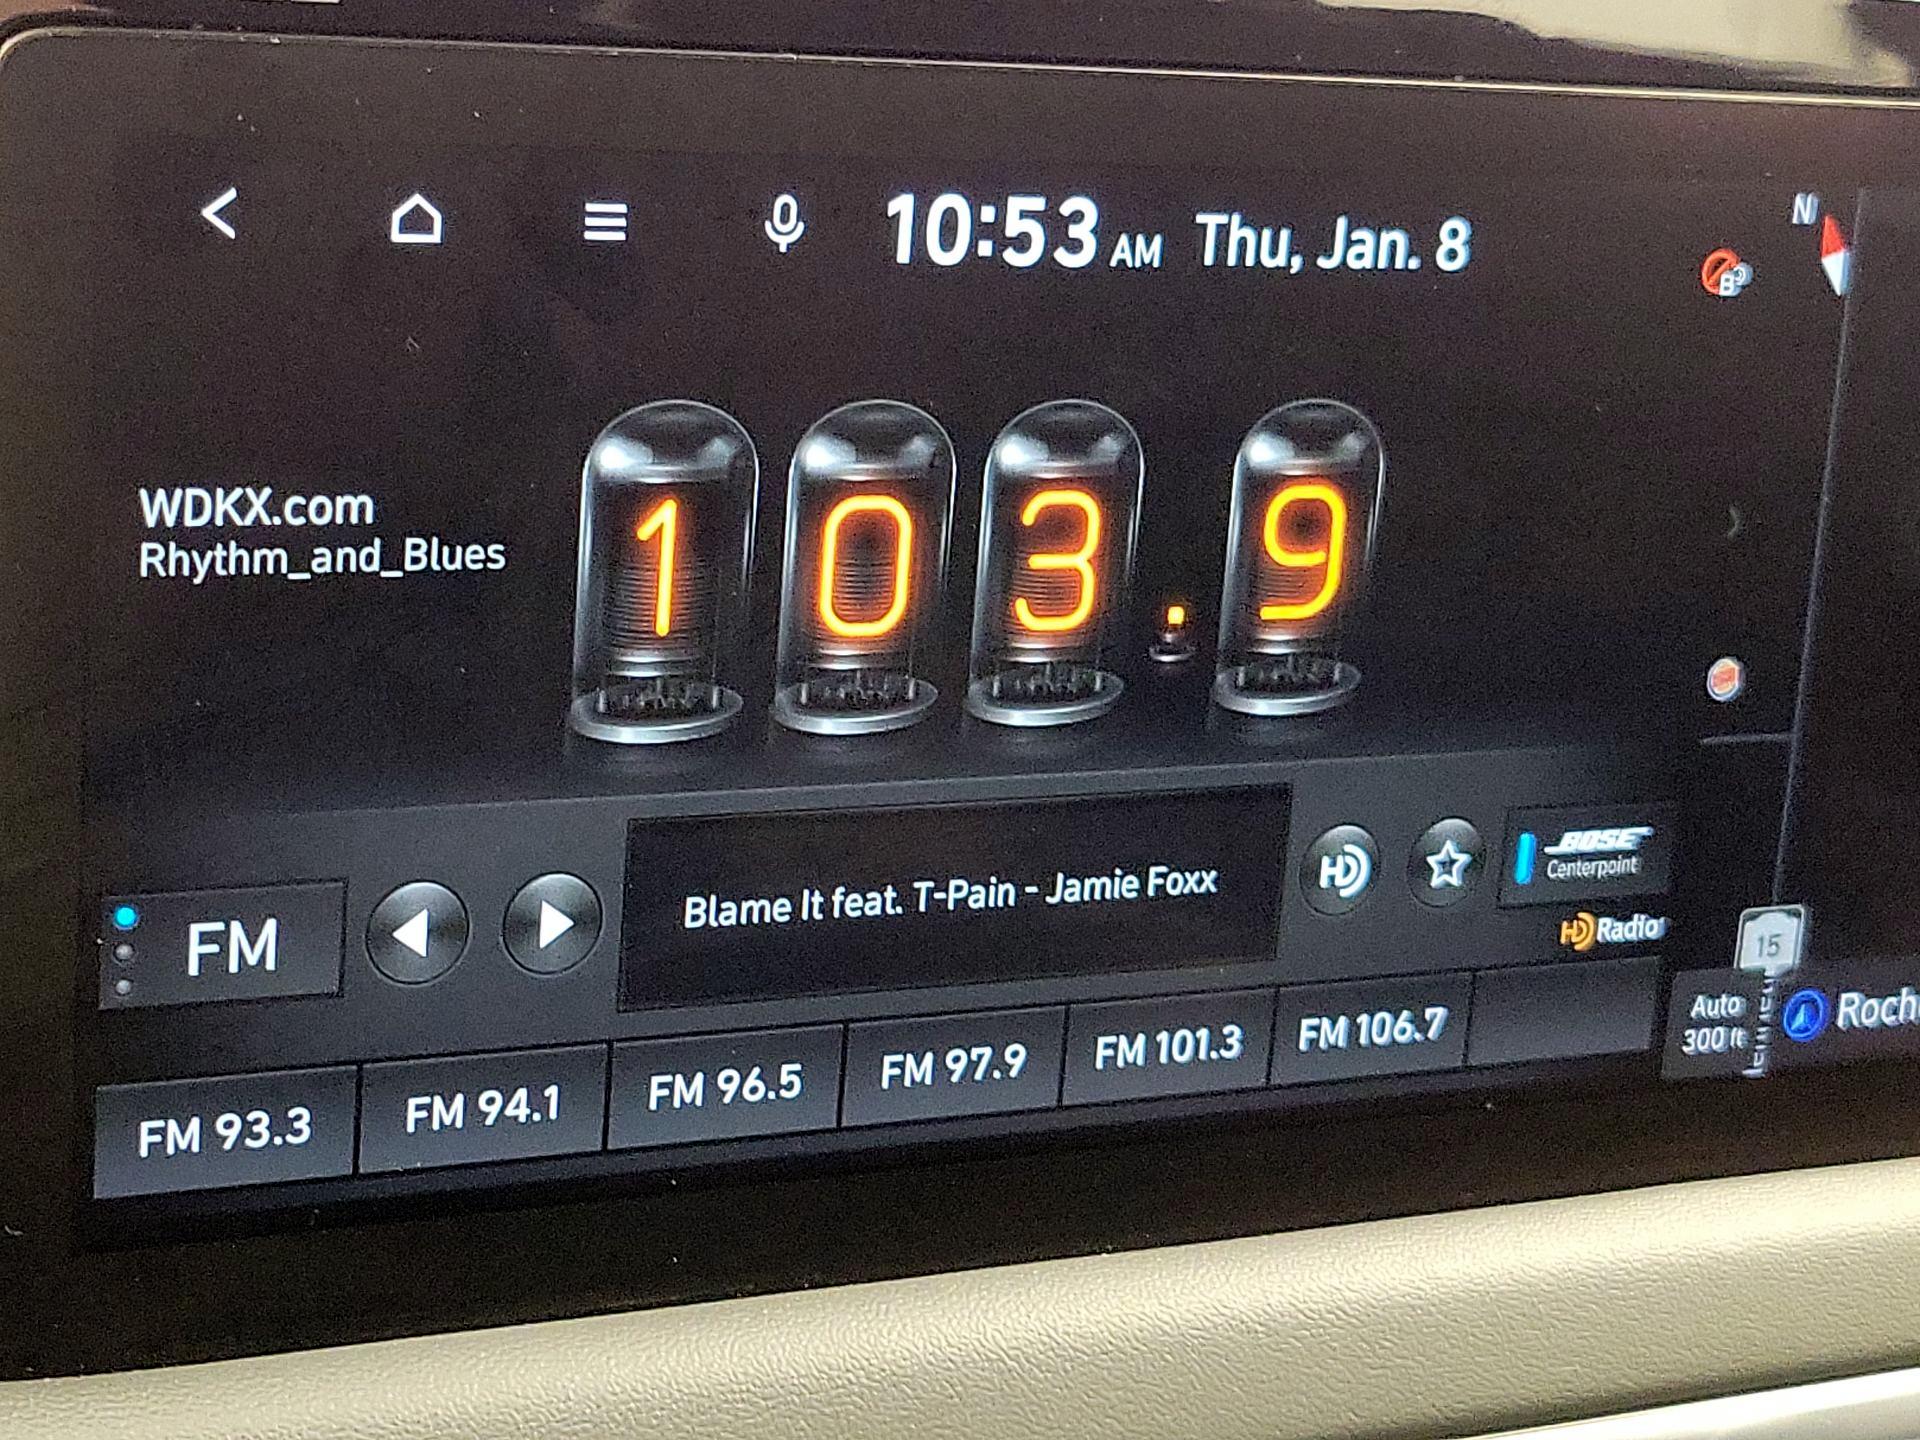 10:53 AM Thu, Jan. 8
N
WDKX.com
Rhythm_and_Blues
103.9
FM
Blame It feat. T-Pain - Jamie Foxx
HD
BOSE
Centerpoint
HD Radio
15
Auto
300 ft
FM 93.3
FM 94.1
FM 96.5
FM 97.9
FM 101.3
FM 106.7